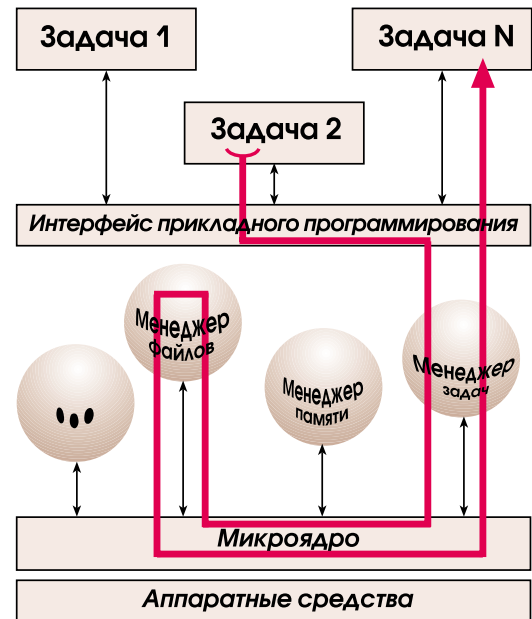 Задача 1
Задача N
Задача 2
Интерфейс прикладного программирования
Менеджер
файлов
Менеджер
памяти
Менеджер
задач
...
Микроядро
Аппаратные средства